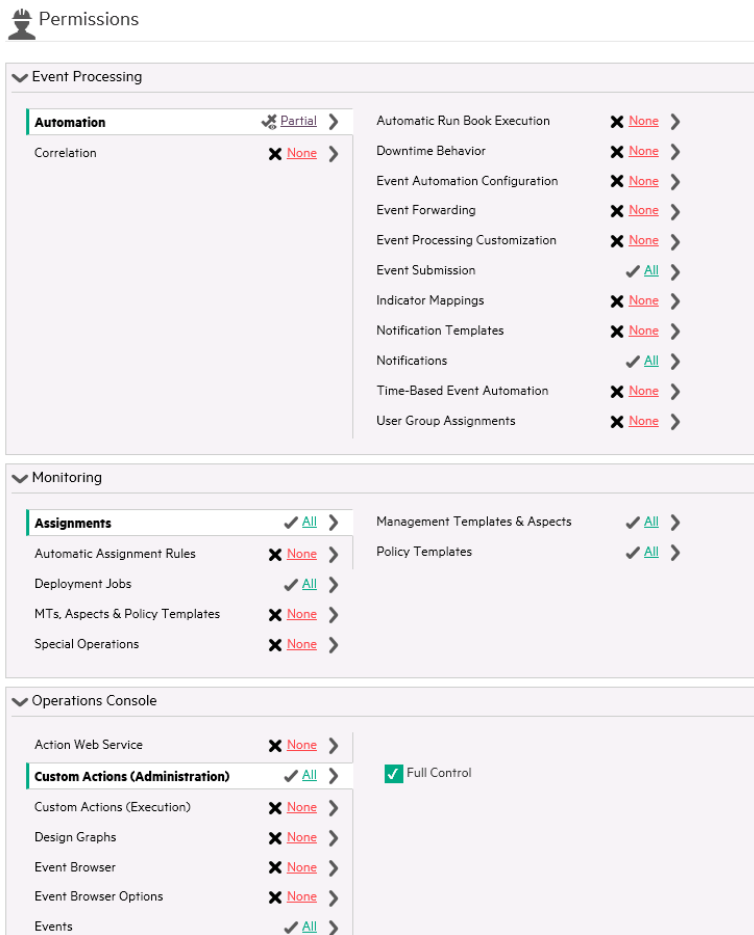 Permissions
Event Processing
Automation Partial
Correlation None
Automatic Run Book Execution None
Downtime Behavior None
Event Automation Configuration None
Event Forwarding None
Event Processing Customization None
Event Submission All
Indicator Mappings None
Notification Templates None
Notifications All
Time-Based Event Automation None
User Group Assignments None
Monitoring
Assignments All
Automatic Assignment Rules None
Deployment Jobs All
MTs, Aspects & Policy Templates None
Special Operations None
Management Templates & Aspects All
Policy Templates All
Operations Console
Action Web Service None
Custom Actions (Administration) All
Custom Actions (Execution) None
Design Graphs None
Event Browser None
Event Browser Options None
Events All
Full Control